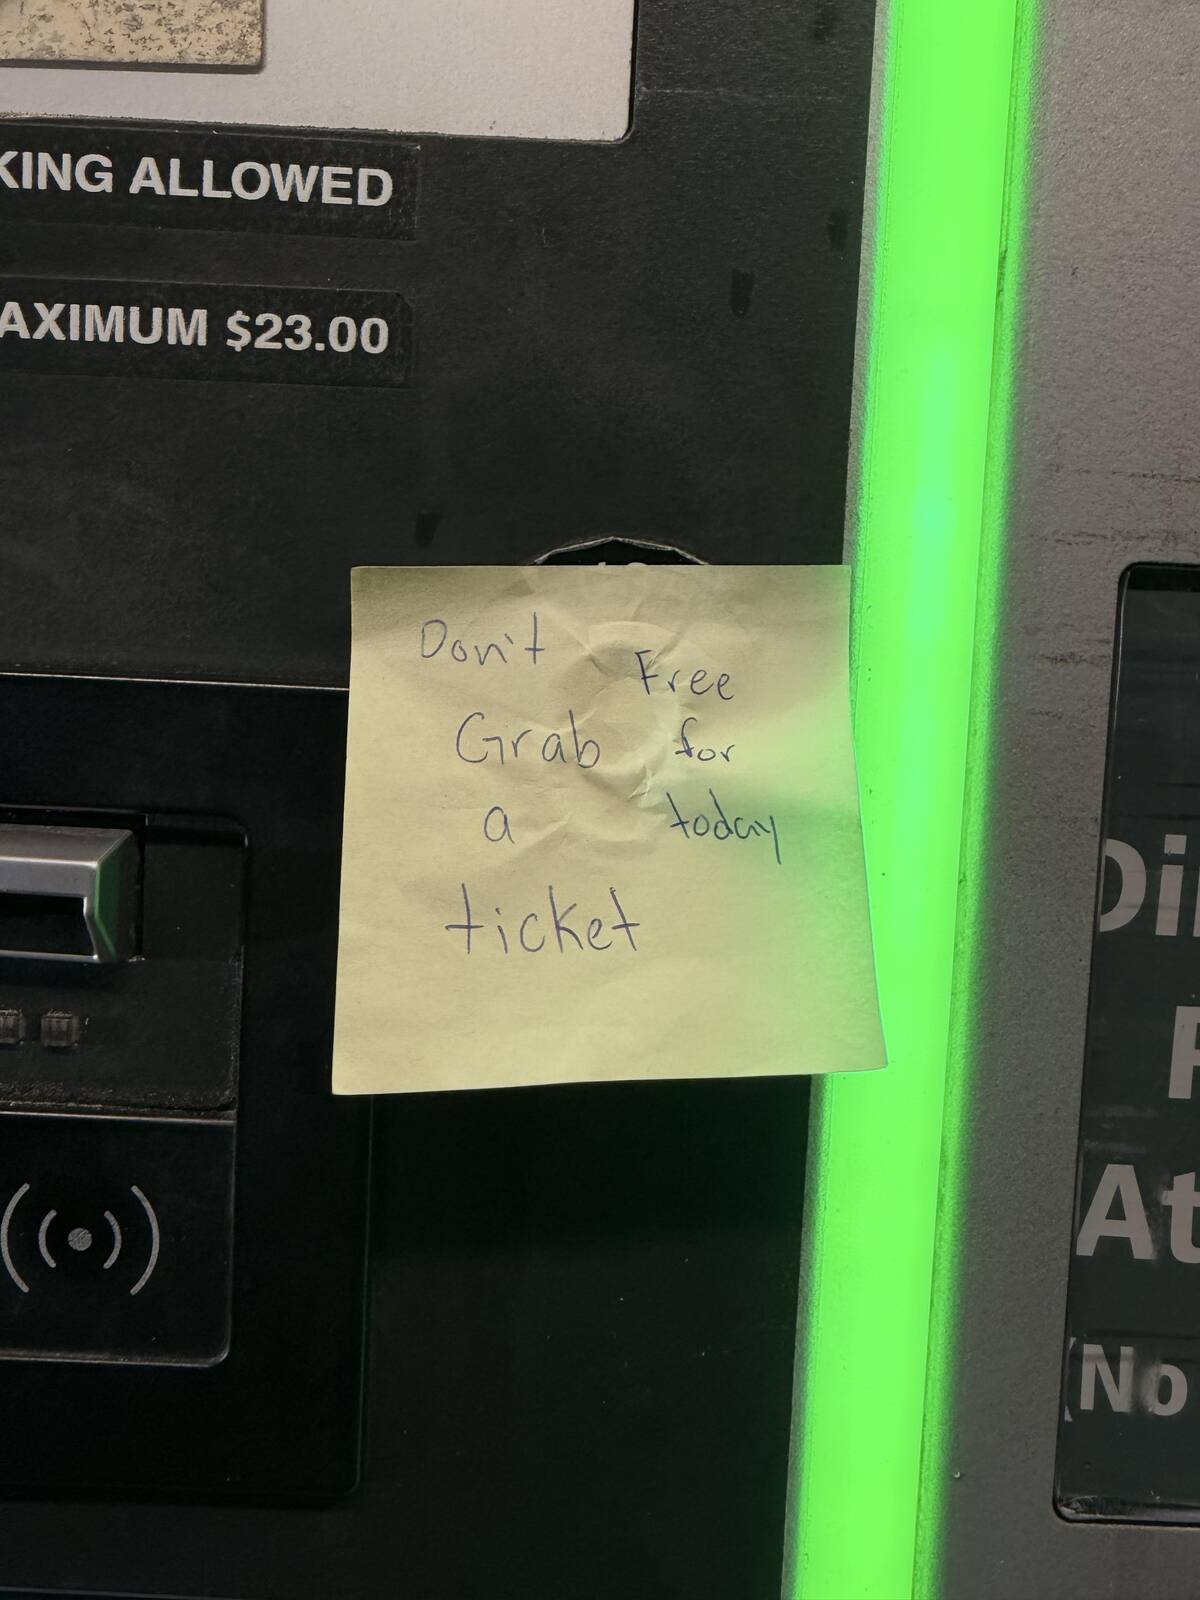 KING ALLOWED
AXIMUM $23.00
Don't
Grab
a
ticket
Free
for
today
Di
At
(No